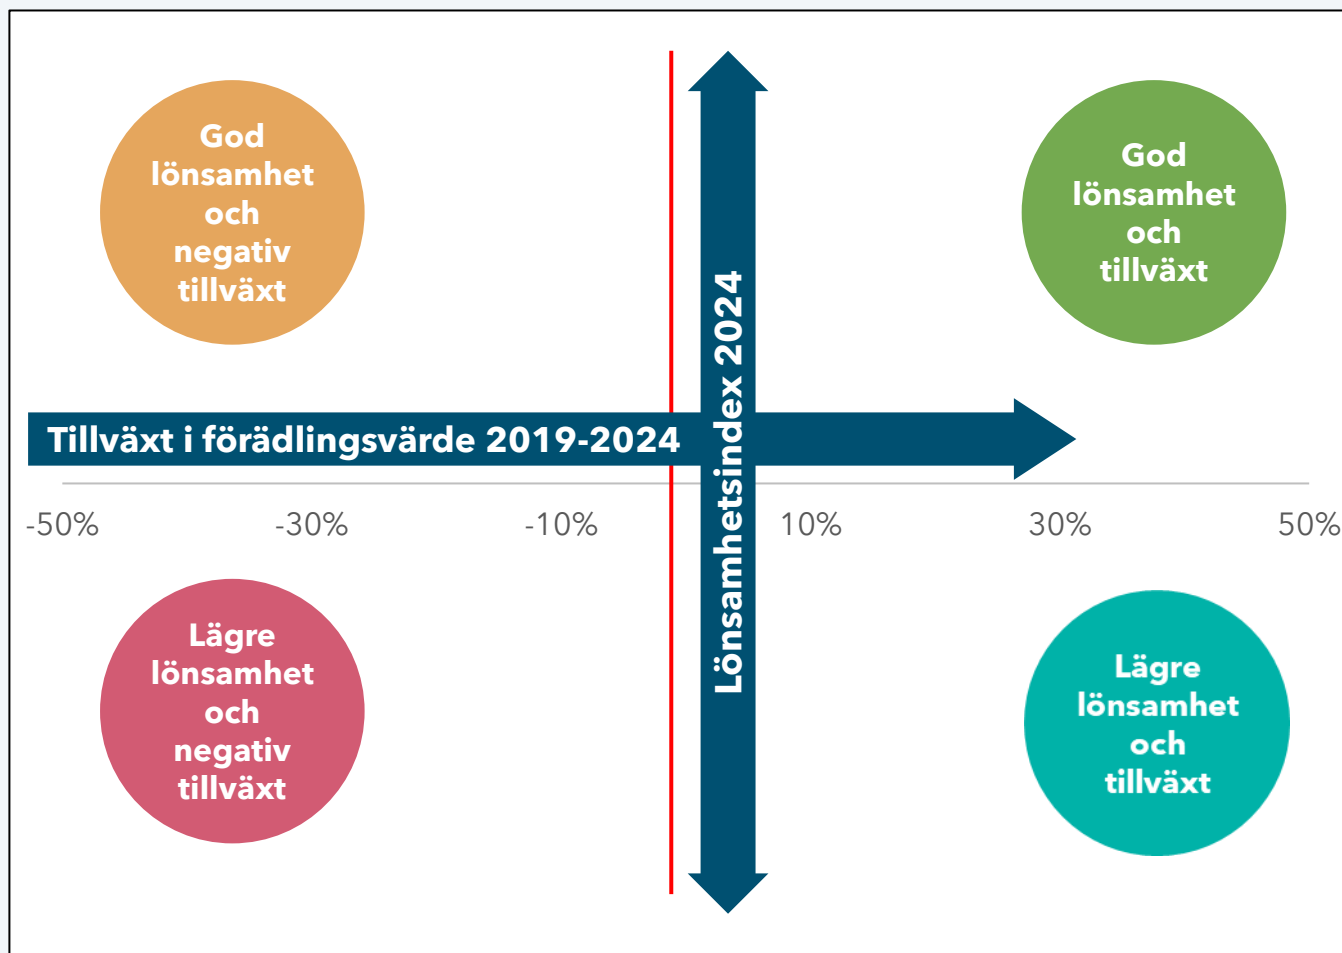 God
lönsamhet
och
negativ
tillväxt
God
lönsamhet
och
tillväxt
Lönsamhetsindex 2024
Tillväxt i förädlingsvärde 2019-2024
-50%
-30%
-10%
10%
30%
50%
Lägre
lönsamhet
och
negativ
tillväxt
Lägre
lönsamhet
och
tillväxt